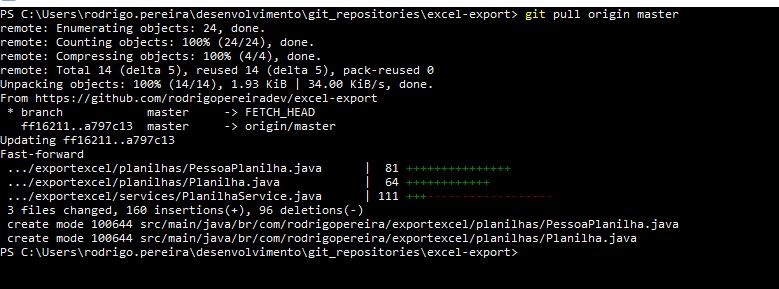 PS C:\Users\rodrigo.pereira\desenvolvimento\git_repositories\excel-export> git pull origin master
remote: Enumerating objects: 24, done.
remote: Counting objects: 100% (24/24), done.
remote: Compressing objects: 100% (4/4), done.
remote: Total 14 (delta 5), reused 14 (delta 5), pack-reused 0
Unpacking objects: 100% (14/14), 1.93 KiB | 34.00 KiB/s, done.
From https://github.com/rodrigopereiradev/excel-export
 * branch            master     -> FETCH_HEAD
   ff16211..a797c13  master     -> origin/master
Updating ff16211..a797c13
Fast-forward
 .../exportexcel/planilhas/PessoaPlanilha.java      |  81 +++++++++++++++
 .../exportexcel/planilhas/Planilha.java            |  64 ++++++++++++
 .../exportexcel/services/PlanilhaService.java      | 111 +++------------------
 3 files changed, 160 insertions(+), 96 deletions(-)
 create mode 100644 src/main/java/br/com/rodrigopereira/exportexcel/planilhas/PessoaPlanilha.java
 create mode 100644 src/main/java/br/com/rodrigopereira/exportexcel/planilhas/Planilha.java
PS C:\Users\rodrigo.pereira\desenvolvimento\git_repositories\excel-export>